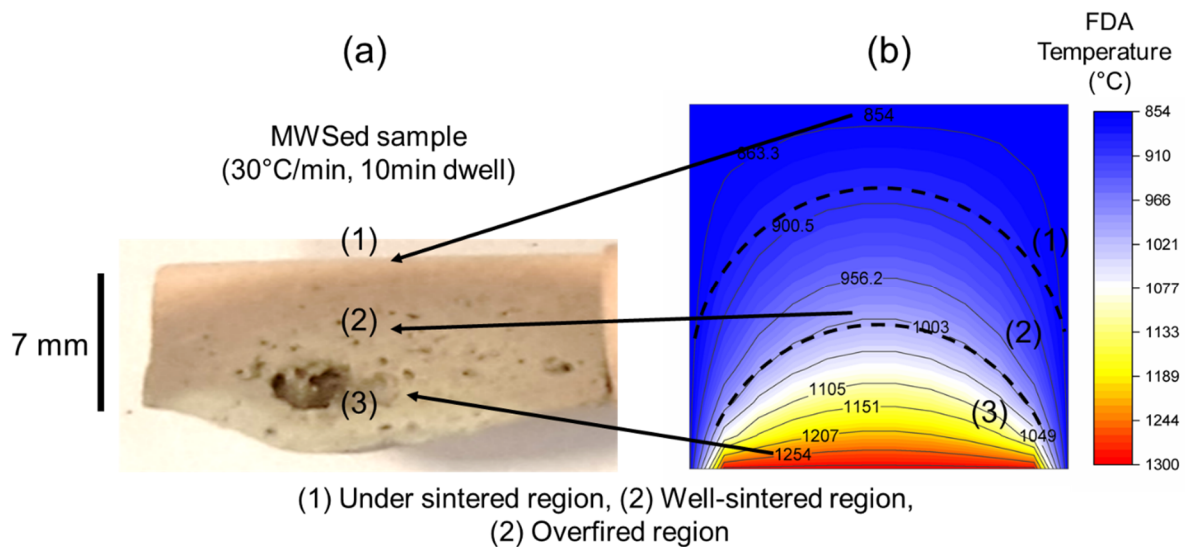 (a)
(b)
FDA
Temperature
(°C)
MWSed sample
(30°C/min, 10min dwell)
7 mm
(1)
(2)
(3)
854
863.3
900.5
956.2
1003
1105
1151
1207
1254
1049
(1)
(2)
(3)
854
910
966
1021
1077
1133
1189
1244
1300
(1) Under sintered region, (2) Well-sintered region,
(2) Overfired region